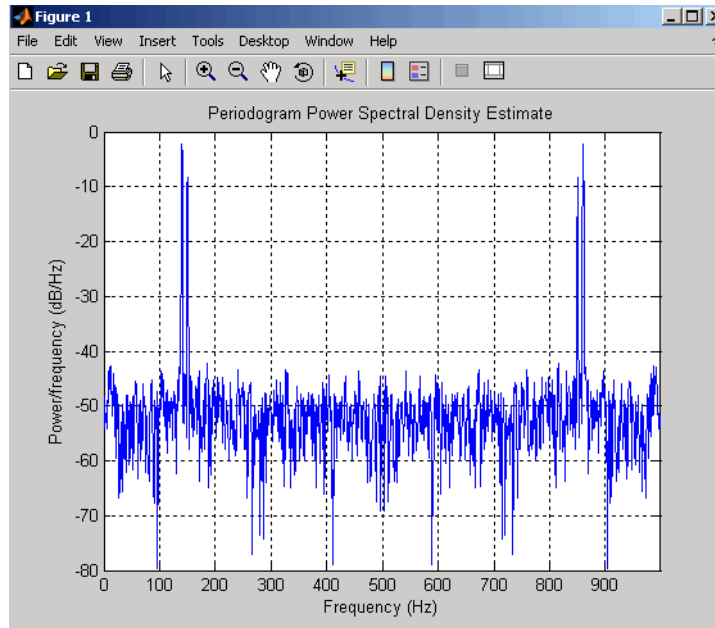 Figure 1
File Edit View Insert Tools Desktop Window Help
Periodogram Power Spectral Density Estimate
Power/frequency (dB/Hz)
0
-10
-20
-30
-40
-50
-60
-70
-80
0 100 200 300 400 500 600 700 800 900
Frequency (Hz)